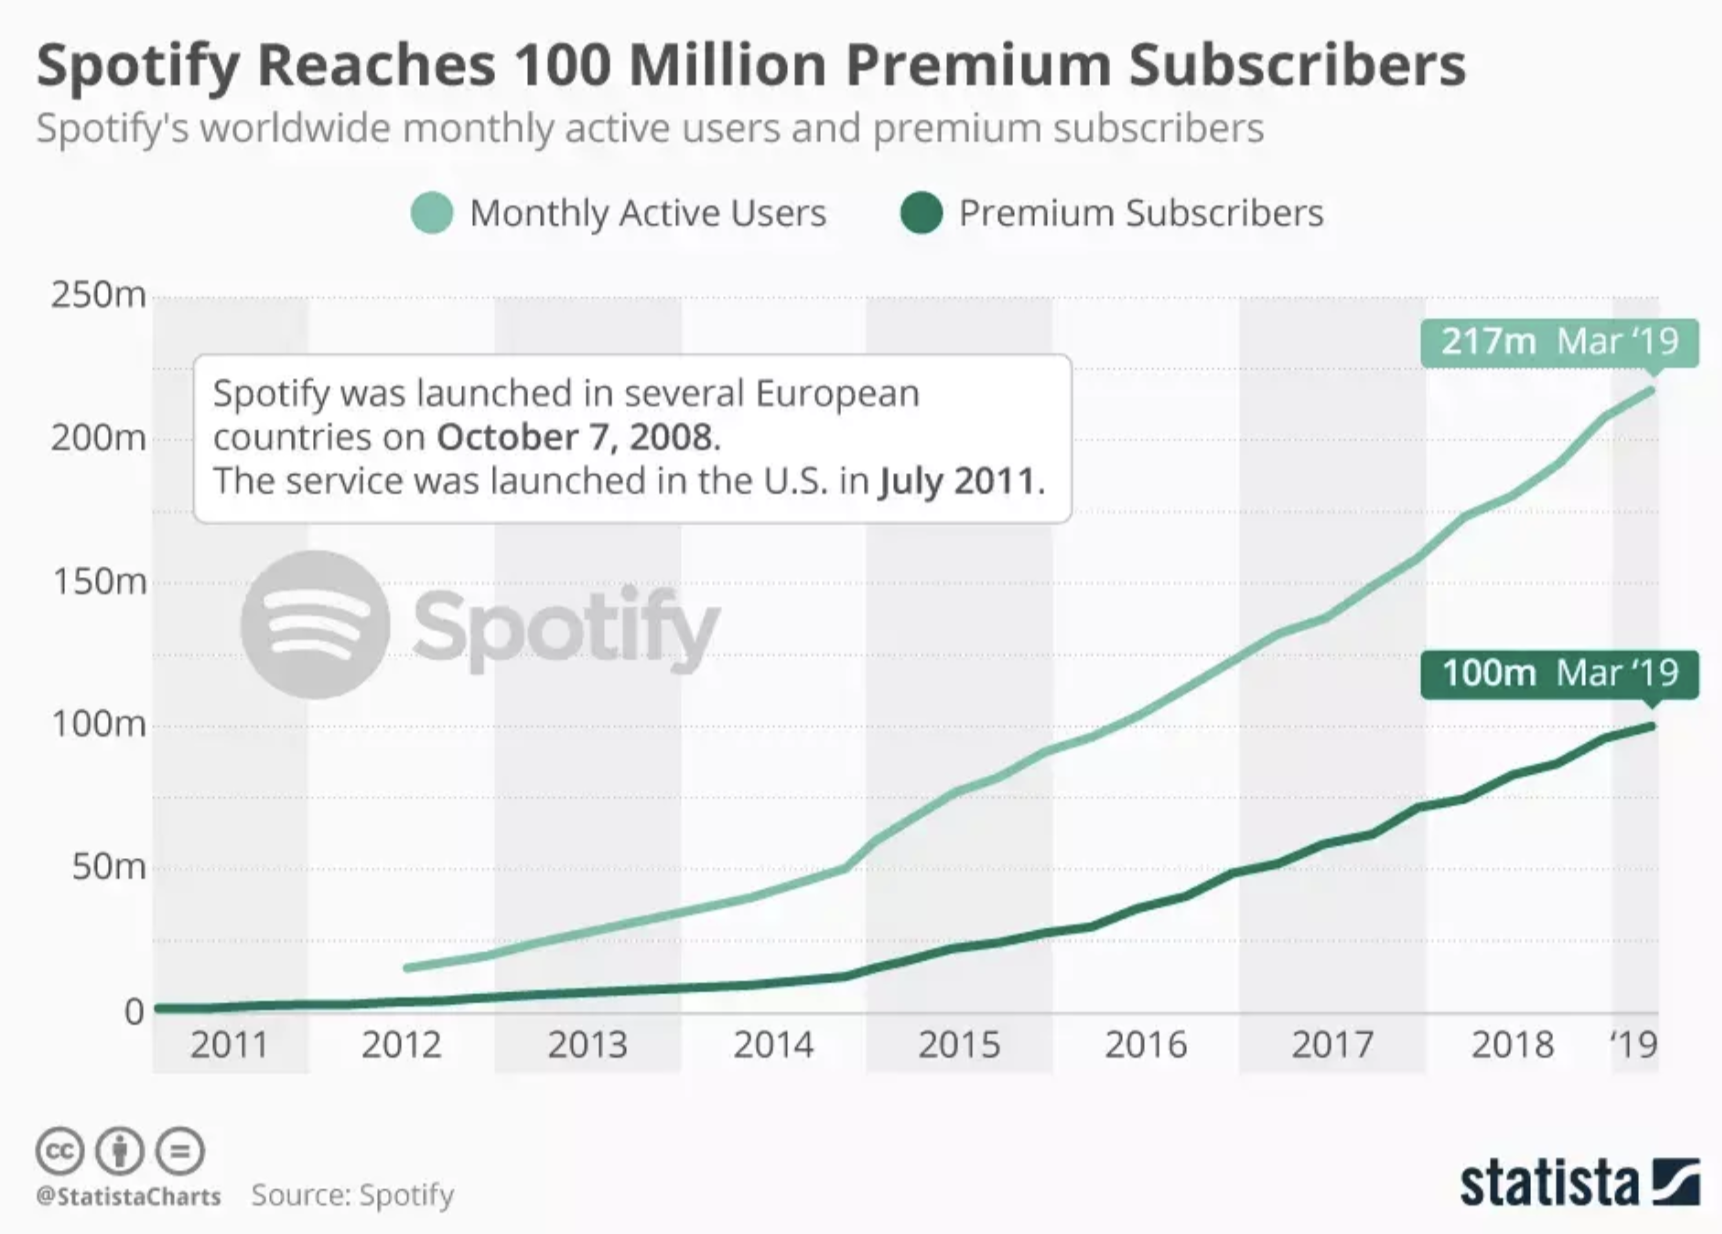 Spotify Reaches 100 Million Premium Subscribers
Spotify's worldwide monthly active users and premium subscribers
Monthly Active Users
Premium Subscribers
250m
200m
150m
100m
50m
0
217m Mar ‘19
Spotify was launched in several European
countries on October 7, 2008.
The service was launched in the U.S. in July 2011.
Spotify
100m Mar ‘19
2011 2012 2013 2014 2015 2016 2017 2018 ‘19
cc
@StatistaCharts Source: Spotify
statista